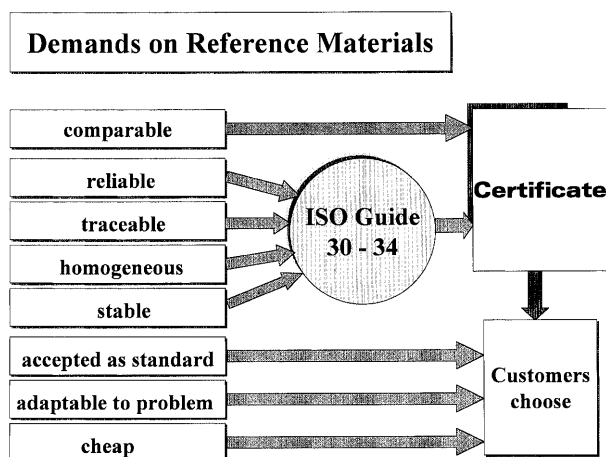 Demands on Reference Materials
comparable
reliable
traceable
homogeneous
stable
accepted as standard
adaptable to problem
cheap
ISO Guide
30 - 34
Certificate
Customers
choose